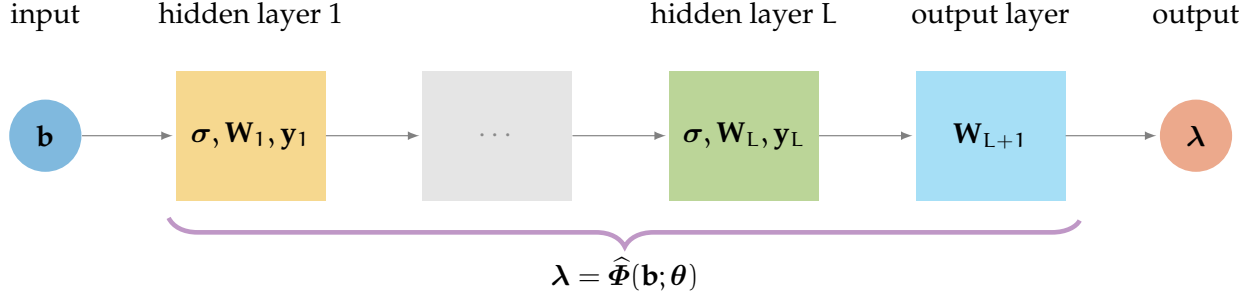 input hidden layer 1 hidden layer L output layer output
b σ, W₁, y₁ ··· σ, W_L, y_L W_{L+1} λ
λ = Φ̂(b; θ)